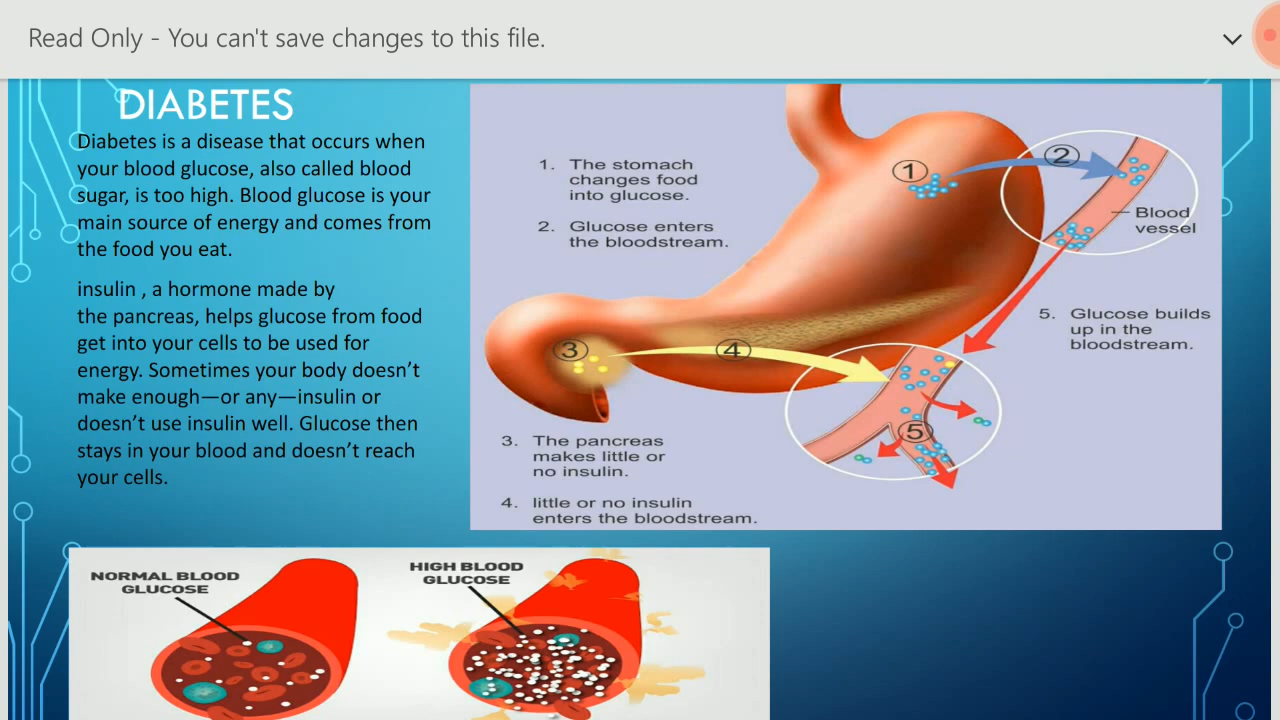 Read Only - You can't save changes to this file.
DIABETES
Diabetes is a disease that occurs when
your blood glucose, also called blood
sugar, is too high. Blood glucose is your
main source of energy and comes from
the food you eat.
insulin , a hormone made by
the pancreas, helps glucose from food
get into your cells to be used for
energy. Sometimes your body doesn’t
make enough—or any—insulin or
doesn’t use insulin well. Glucose then
stays in your blood and doesn’t reach
your cells.
1. The stomach
changes food
into glucose.
2. Glucose enters
the bloodstream.
1
2
Blood
vessel
5. Glucose builds
up in the
bloodstream.
3
4
5
3. The pancreas
makes little or
no insulin.
4. little or no insulin
enters the bloodstream.
NORMAL BLOOD
GLUCOSE
HIGH BLOOD
GLUCOSE